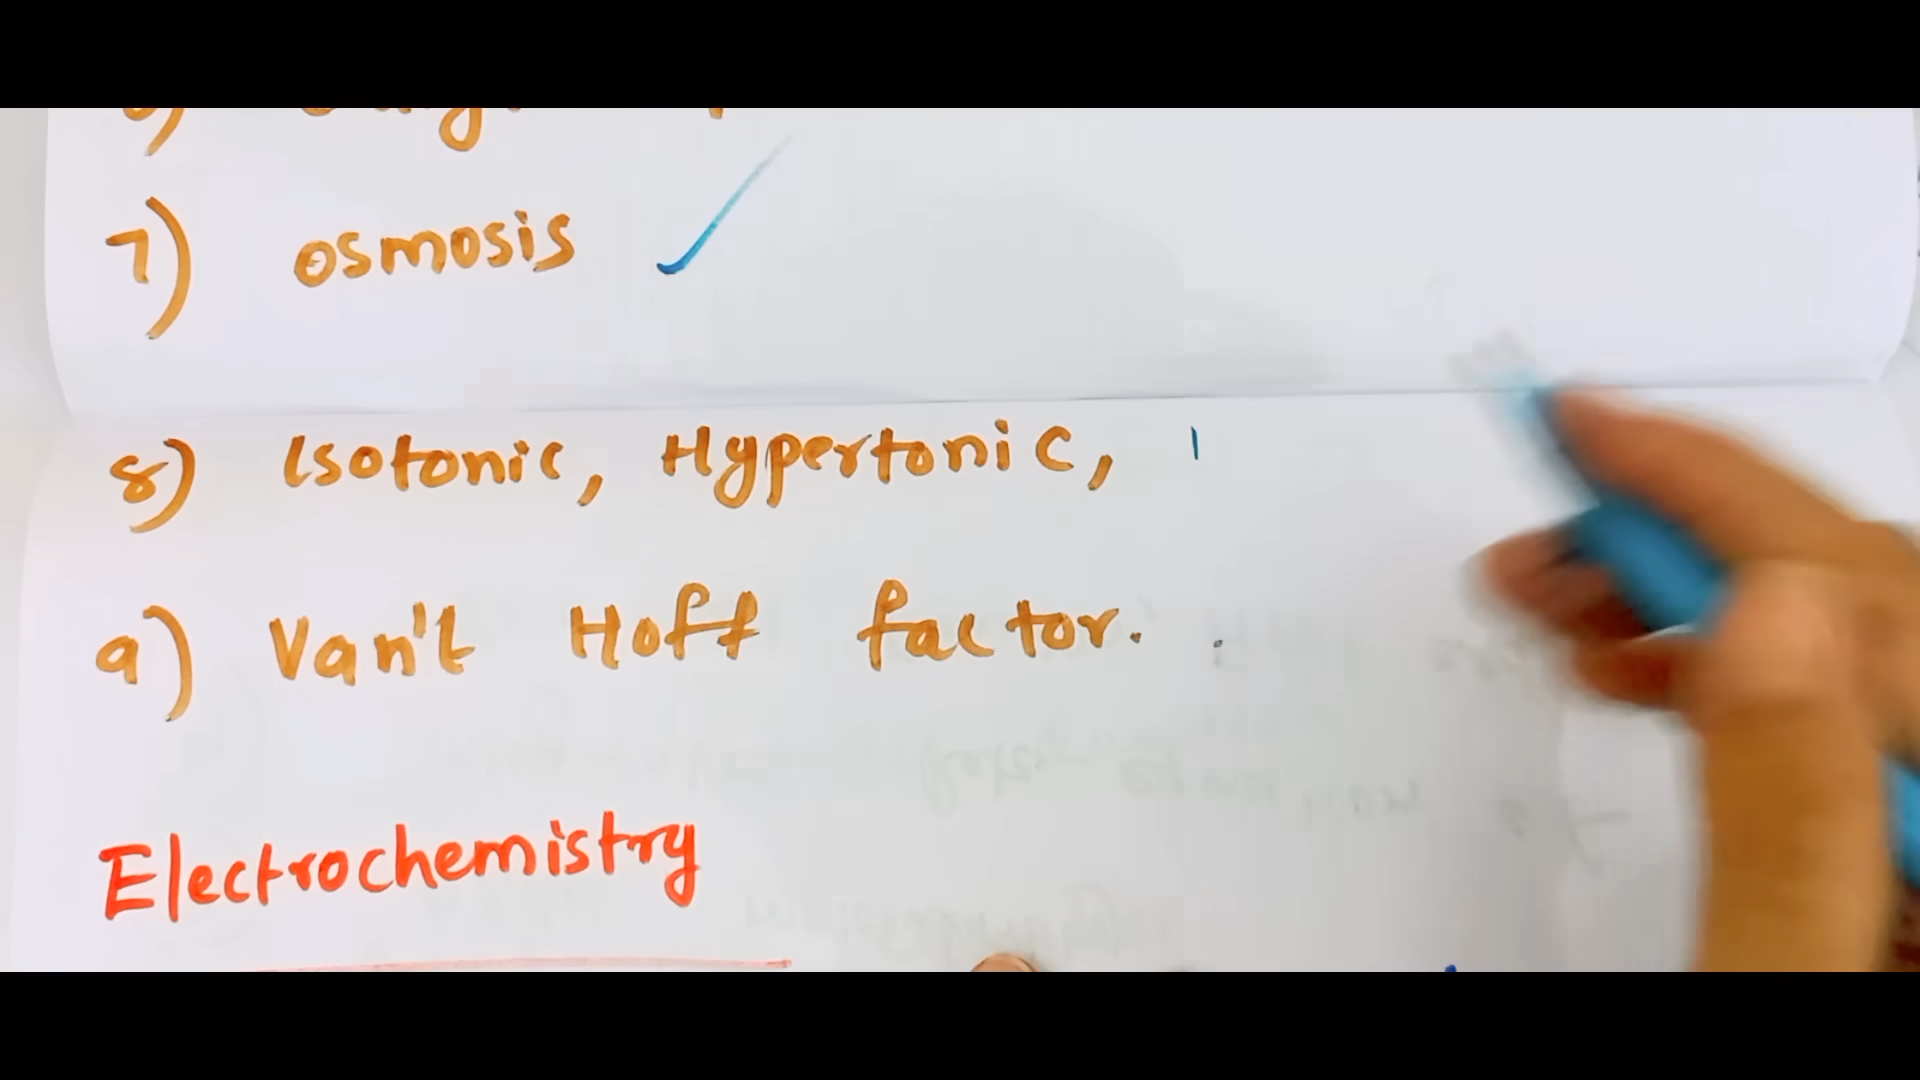 7) osmosis
8) Isotonic, Hypertonic,
9) Van't Hoff factor.
Electrochemistry